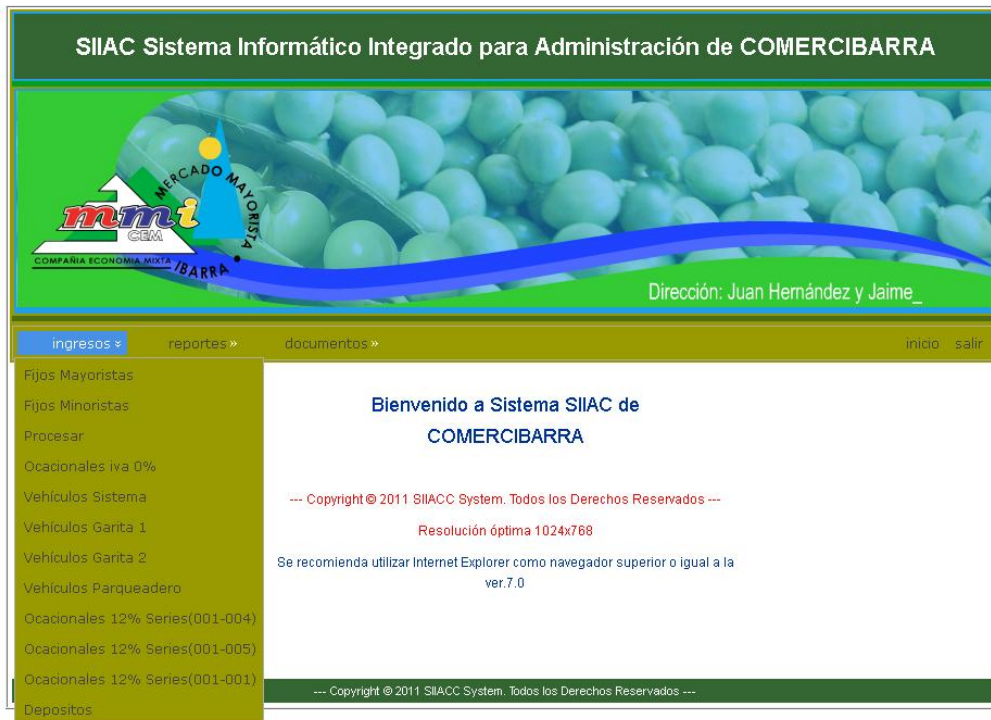 SIIAC Sistema Informático Integrado para Administración de COMERCIBARRA
MERCADO MAYORISTA
mmi
CEM
COMPAÑIA ECONOMIA MIXTA
IBARRA
Dirección: Juan Hernández y Jaime_
ingresos reportes» documentos» inicio salir
Fijos Mayoristas
Fijos Minoristas
Procesar
Ocacionales iva 0%
Vehículos Sistema
Vehículos Garita 1
Vehículos Garita 2
Vehículos Parqueadero
Ocacionales 12% Series(001-004)
Ocacionales 12% Series(001-005)
Ocacionales 12% Series(001-001)
Depositos
Bienvenido a Sistema SIIAC de
COMERCIBARRA
--- Copyright © 2011 SIIACC System. Todos los Derechos Reservados ---
Resolución óptima 1024x768
Se recomienda utilizar Internet Explorer como navegador superior o igual a la
ver.7.0
--- Copyright © 2011 SIIACC System. Todos los Derechos Reservados ---